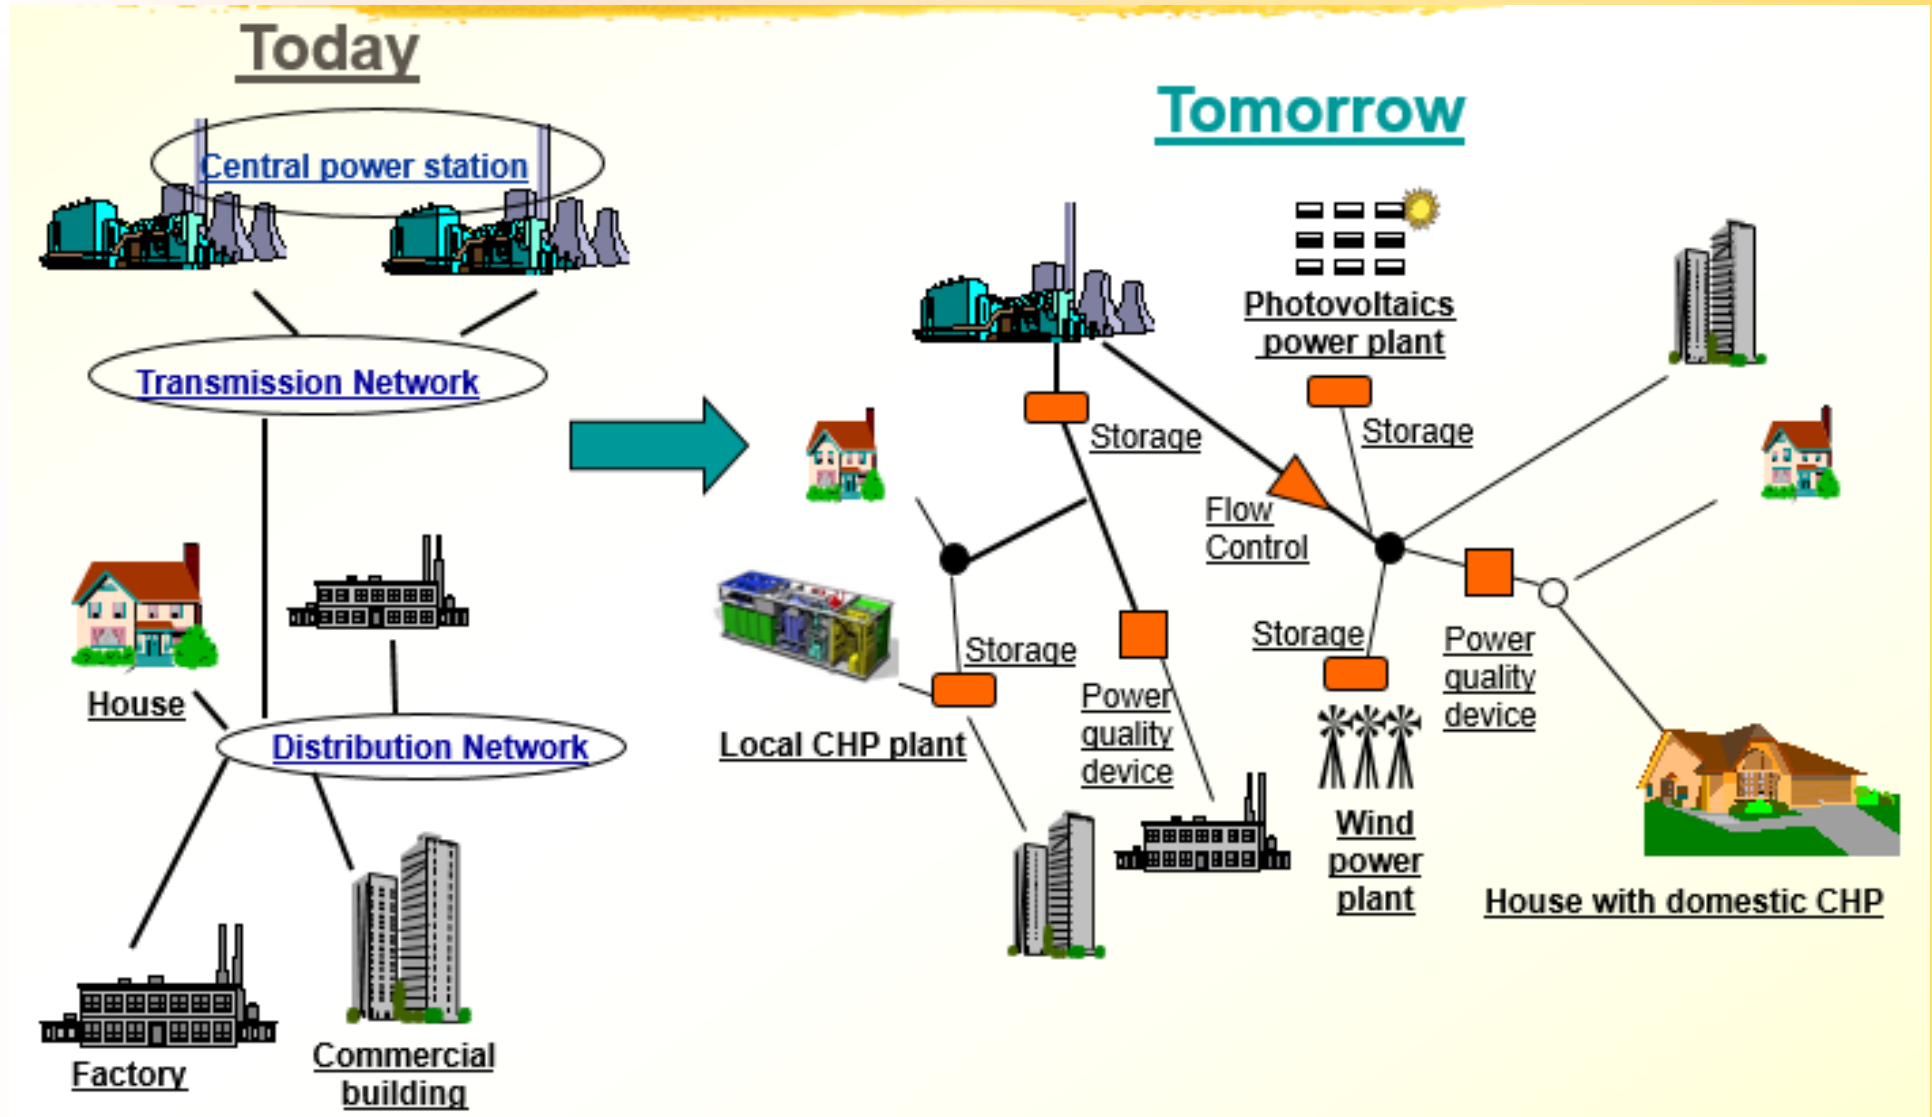 Today
Central power station
Transmission Network
House
Distribution Network
Factory
Commercial
building
Tomorrow
Photovoltaics
power plant
Storage
Storage
Flow
Control
Storage
Storage
Power
quality
device
Power
quality
device
Local CHP plant
Wind
power
plant
House with domestic CHP